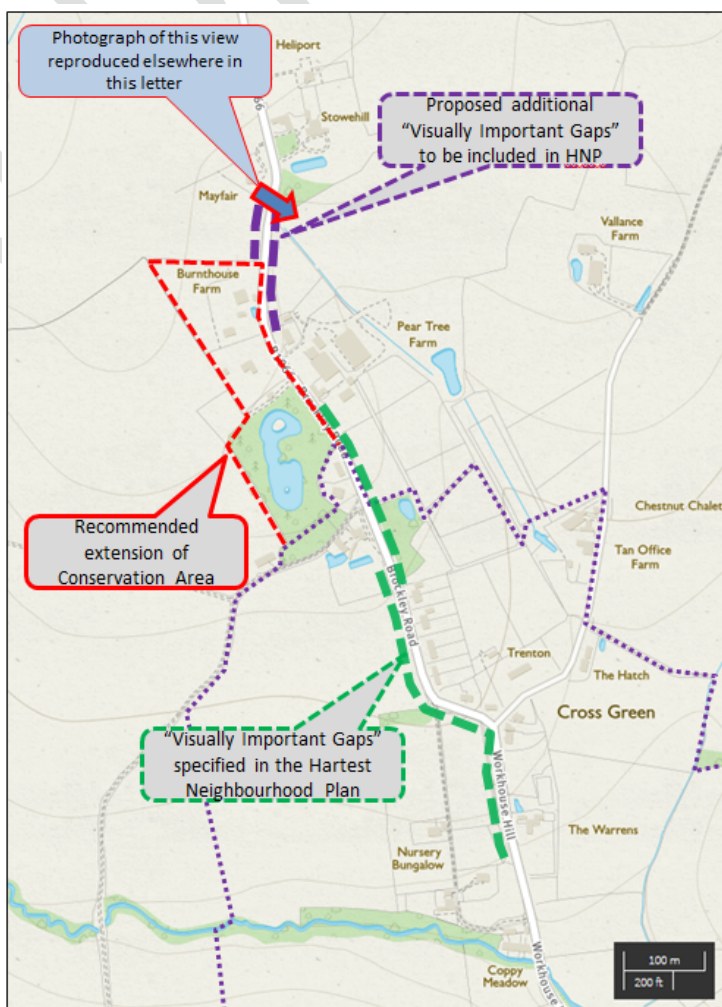 Photograph of this view
reproduced elsewhere in
this letter
Heliport
Stowehill
Proposed additional
“Visually Important Gaps”
to be included in HNP
Mayfair
Vallance
Farm
Burnthouse
Farm
Pear Tree
Farm
Chestnut Chalet
Tan Office
Farm
Recommended
extension of
Conservation Area
Brockley Road
Trenton
The Hatch
Cross Green
“Visually Important Gaps”
specified in the Hartest
Neighbourhood Plan
Workhouse Hill
The Warrens
Nursery
Bungalow
Coppy
Meadow
Workhouse
100 m
200 ft